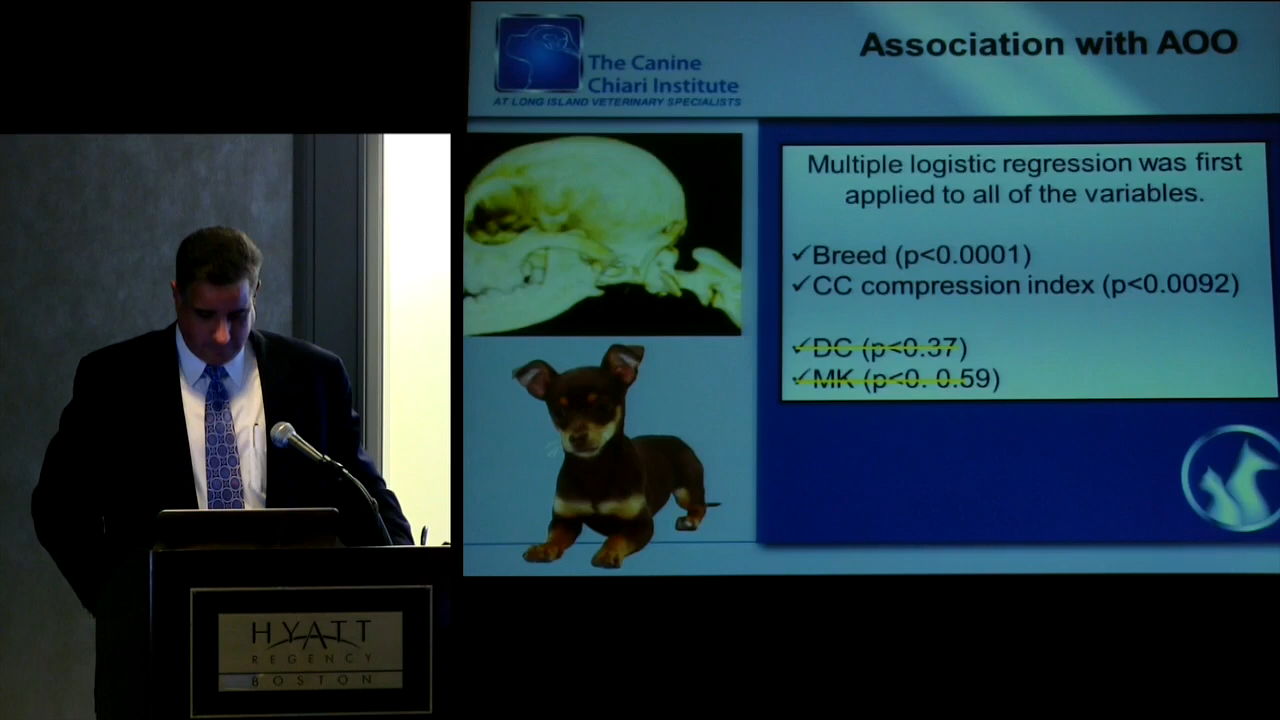 The Canine
Chiari Institute
AT LONG ISLAND VETERINARY SPECIALISTS
Association with AOO
Multiple logistic regression was first
applied to all of the variables.
✓Breed (p<0.0001)
✓CC compression index (p<0.0092)
✓DC (p<0.37)
✓MK (p<0. 0.59)
HYATT
REGENCY
BOSTON